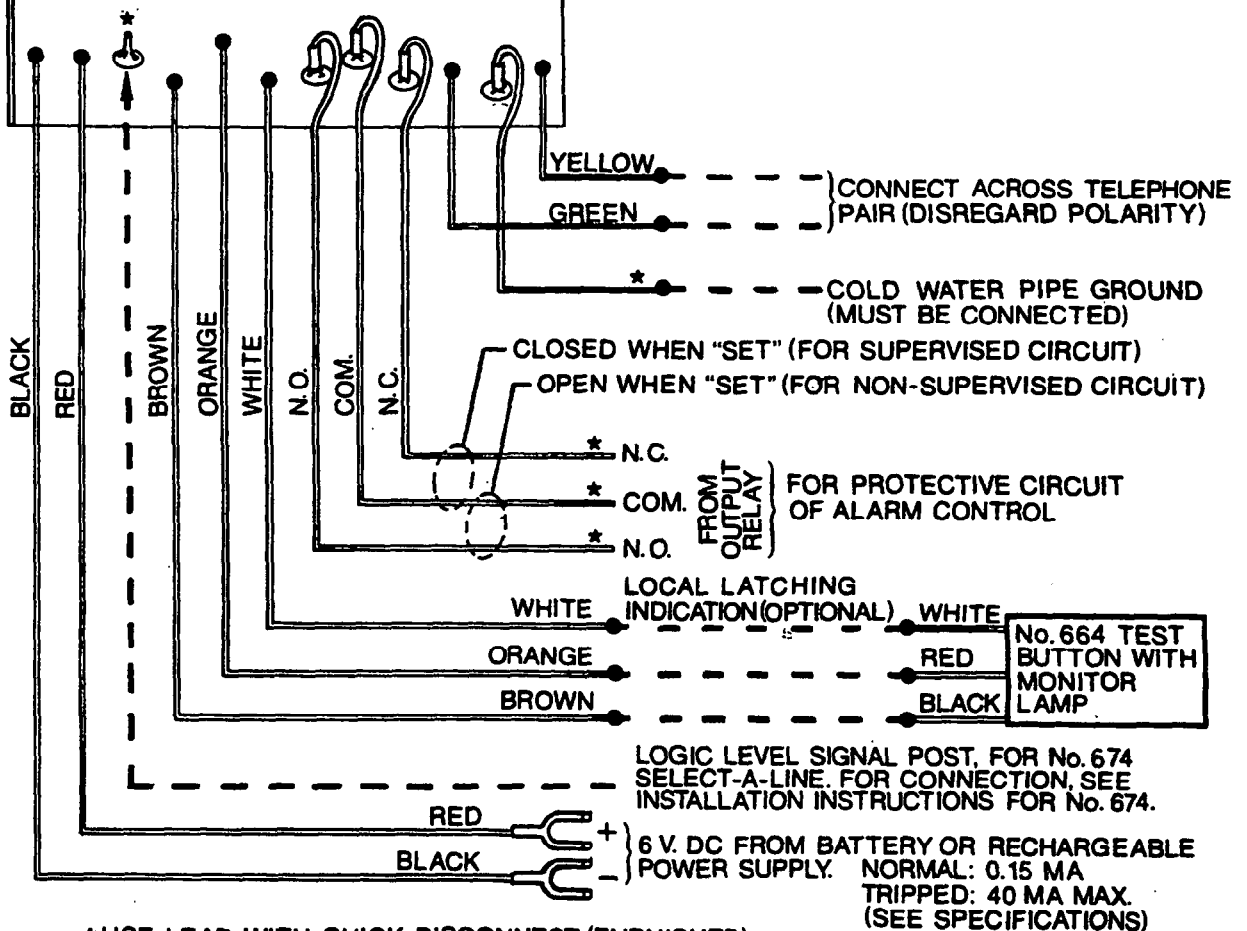 *
YELLOW
GREEN
CONNECT ACROSS TELEPHONE
PAIR (DISREGARD POLARITY)
*
COLD WATER PIPE GROUND
(MUST BE CONNECTED)
BLACK
RED
BROWN
ORANGE
WHITE
N.O.
COM.
N.C.
CLOSED WHEN "SET" (FOR SUPERVISED CIRCUIT)
OPEN WHEN "SET" (FOR NON-SUPERVISED CIRCUIT)
* N.C.
* COM.
* N.O.
FROM
OUTPUT
RELAY
FOR PROTECTIVE CIRCUIT
OF ALARM CONTROL
LOCAL LATCHING
INDICATION (OPTIONAL)
WHITE
WHITE
ORANGE
RED
BROWN
BLACK
No. 664 TEST
BUTTON WITH
MONITOR
LAMP
LOGIC LEVEL SIGNAL POST, FOR No. 674
SELECT-A-LINE. FOR CONNECTION, SEE
INSTALLATION INSTRUCTIONS FOR No. 674.
RED
+
BLACK
–
6 V. DC FROM BATTERY OR RECHARGEABLE
POWER SUPPLY. NORMAL: 0.15 MA
TRIPPED: 40 MA MAX.
(SEE SPECIFICATIONS)